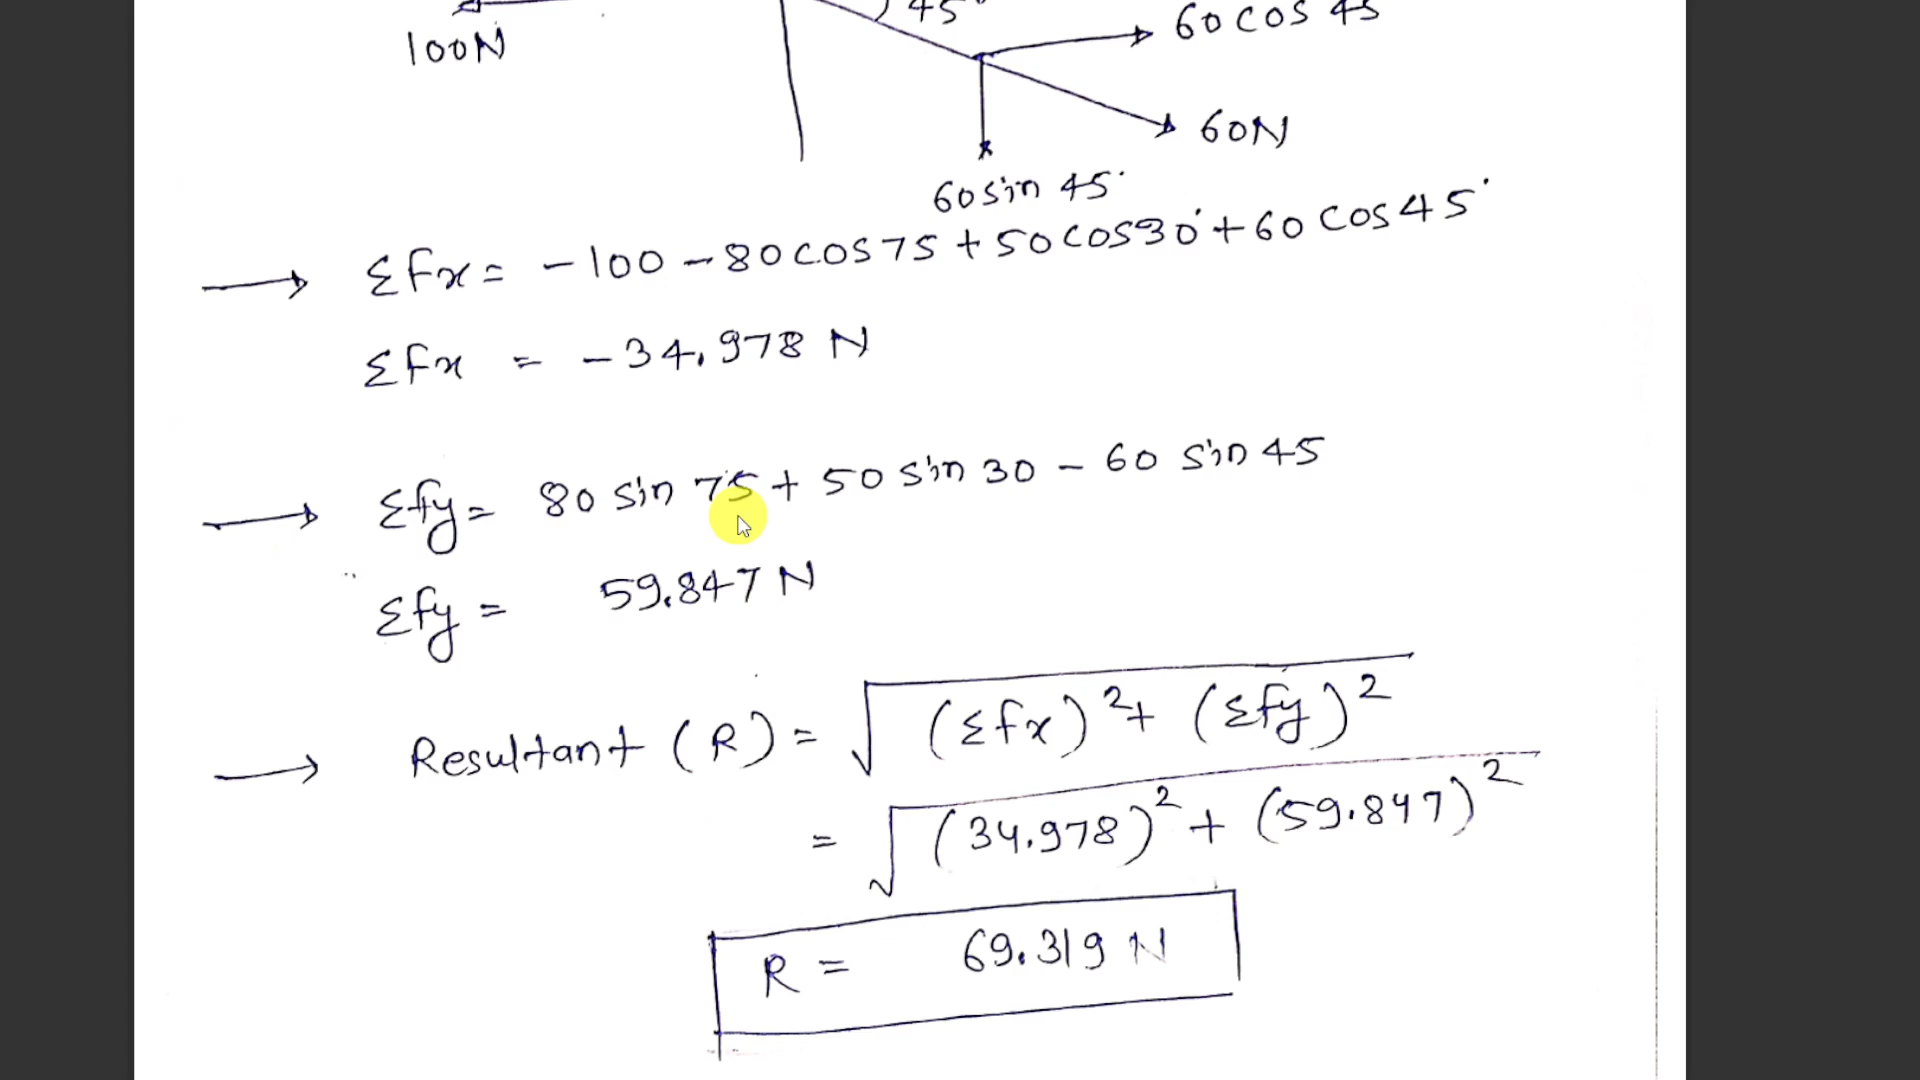 45°
60 cos 45
100N
60N
60 sin 45°
Σfx = -100 - 80 cos 75 + 50 cos 30° + 60 cos 45°
Σfx = -34.978 N
Σfy = 80 sin 75 + 50 sin 30 - 60 sin 45
Σfy = 59.847 N
Resultant (R) = √(Σfx)² + (Σfy)²
= √(34.978)² + (59.847)²
R = 69.319 N